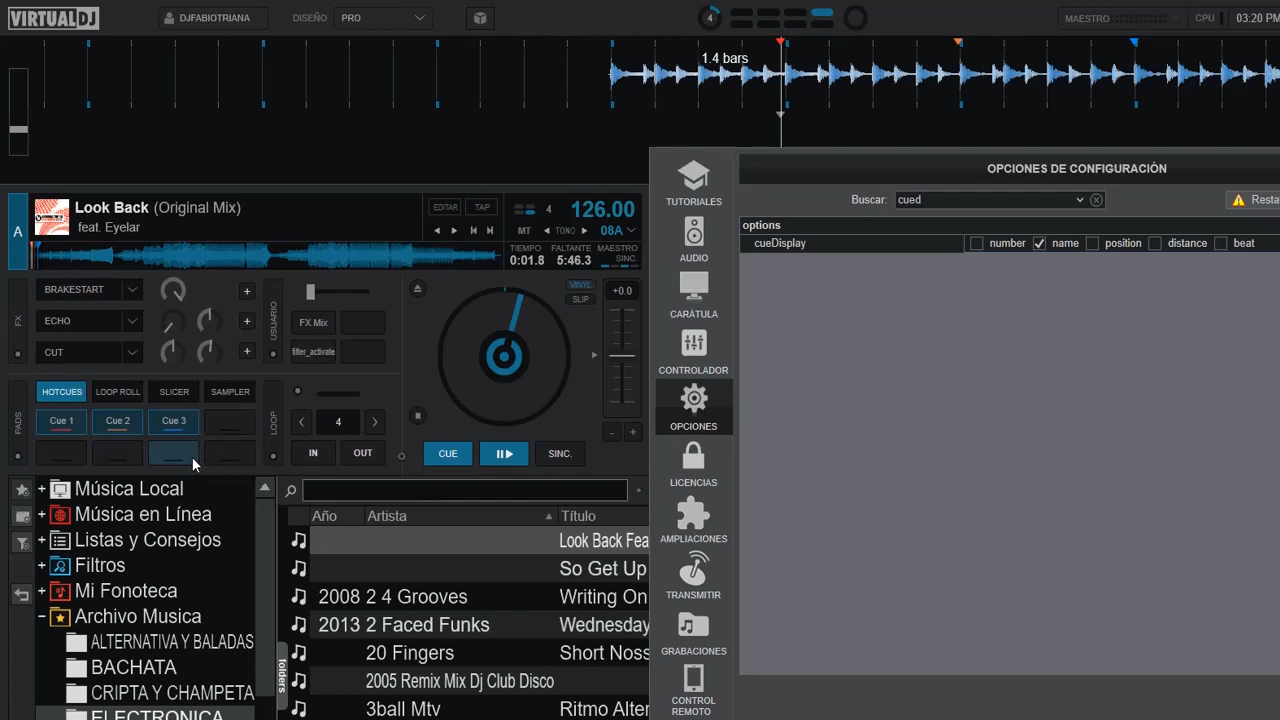 VIRTUALDJ
DJFABIOTRIANA
DISEÑO
PRO
4
MAESTRO
CPU
03:20 PM
1.4 bars
A
Look Back (Original Mix)
feat. Eyelar
EDITAR
TAP
4
126.00
MT
TONO
08A
TIEMPO
FALTANTE
MAESTRO
0:01.8
5:46.3
SINC.
FX
BRAKESTART
ECHO
CUT
USUARIO
FX Mix
filter_activate
VINYL
SLIP
+0.0
PADS
HOTCUES
LOOP ROLL
SLICER
SAMPLER
Cue 1
Cue 2
Cue 3
LOOP
4
IN
OUT
CUE
SINC.
Música Local
Música en Línea
Listas y Consejos
Filtros
Mi Fonoteca
Archivo Musica
ALTERNATIVA Y BALADAS
BACHATA
CRIPTA Y CHAMPETA
ELECTRONICA
folders
Año
Artista
Título
Look Back Fea
So Get Up
2008 2 4 Grooves
Writing On
2013 2 Faced Funks
Wednesday
20 Fingers
Short Noss
2005 Remix Mix Dj Club Disco
3ball Mtv
Ritmo Alter
TUTORIALES
AUDIO
CARÁTULA
CONTROLADOR
OPCIONES
LICENCIAS
AMPLIACIONES
TRANSMITIR
GRABACIONES
CONTROL
REMOTO
OPCIONES DE CONFIGURACIÓN
Buscar:
cued
Resta
options
cueDisplay
number
name
position
distance
beat